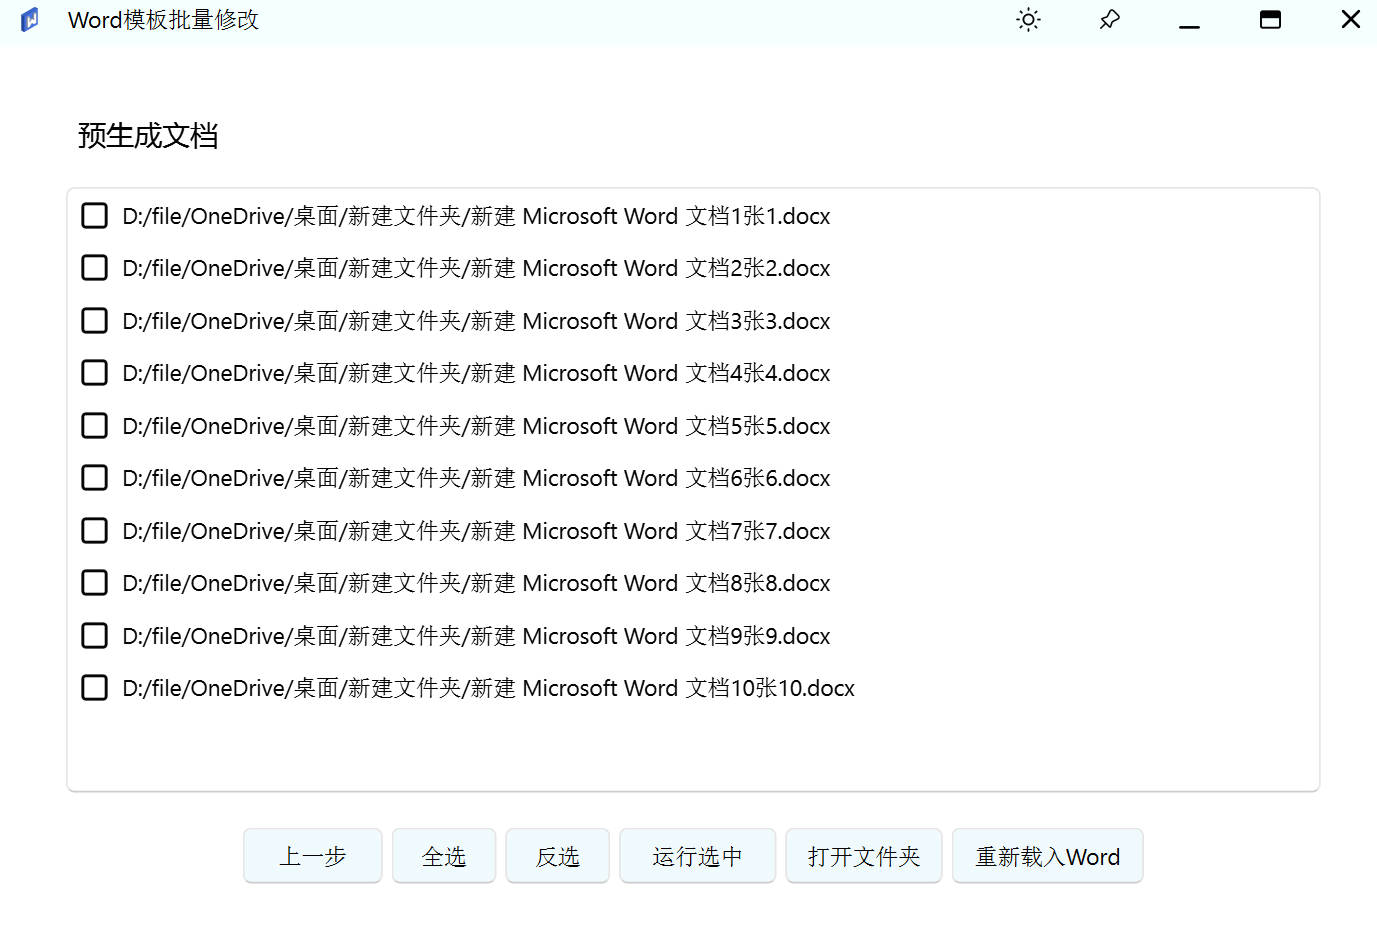 Word模板批量修改
预生成文档
D:/file/OneDrive/桌面/新建文件夹/新建 Microsoft Word 文档1张1.docx
D:/file/OneDrive/桌面/新建文件夹/新建 Microsoft Word 文档2张2.docx
D:/file/OneDrive/桌面/新建文件夹/新建 Microsoft Word 文档3张3.docx
D:/file/OneDrive/桌面/新建文件夹/新建 Microsoft Word 文档4张4.docx
D:/file/OneDrive/桌面/新建文件夹/新建 Microsoft Word 文档5张5.docx
D:/file/OneDrive/桌面/新建文件夹/新建 Microsoft Word 文档6张6.docx
D:/file/OneDrive/桌面/新建文件夹/新建 Microsoft Word 文档7张7.docx
D:/file/OneDrive/桌面/新建文件夹/新建 Microsoft Word 文档8张8.docx
D:/file/OneDrive/桌面/新建文件夹/新建 Microsoft Word 文档9张9.docx
D:/file/OneDrive/桌面/新建文件夹/新建 Microsoft Word 文档10张10.docx
上一步 全选 反选 运行选中 打开文件夹 重新载入Word